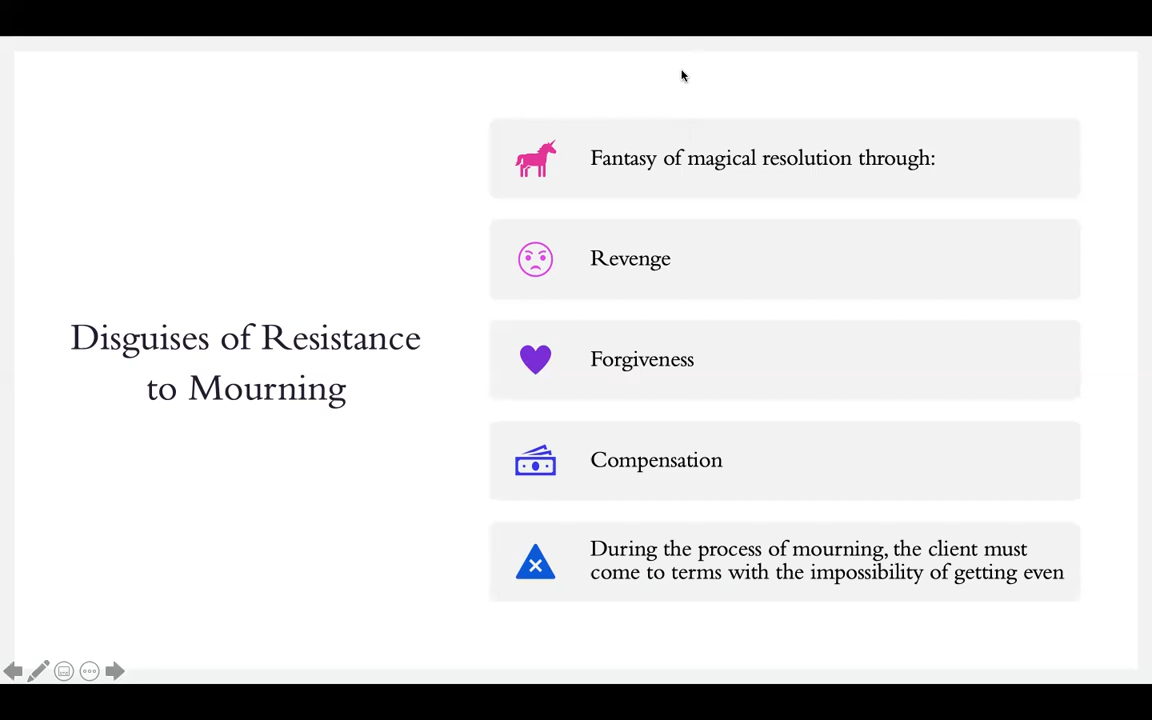 Disguises of Resistance
to Mourning
Fantasy of magical resolution through:
Revenge
Forgiveness
Compensation
During the process of mourning, the client must
come to terms with the impossibility of getting even